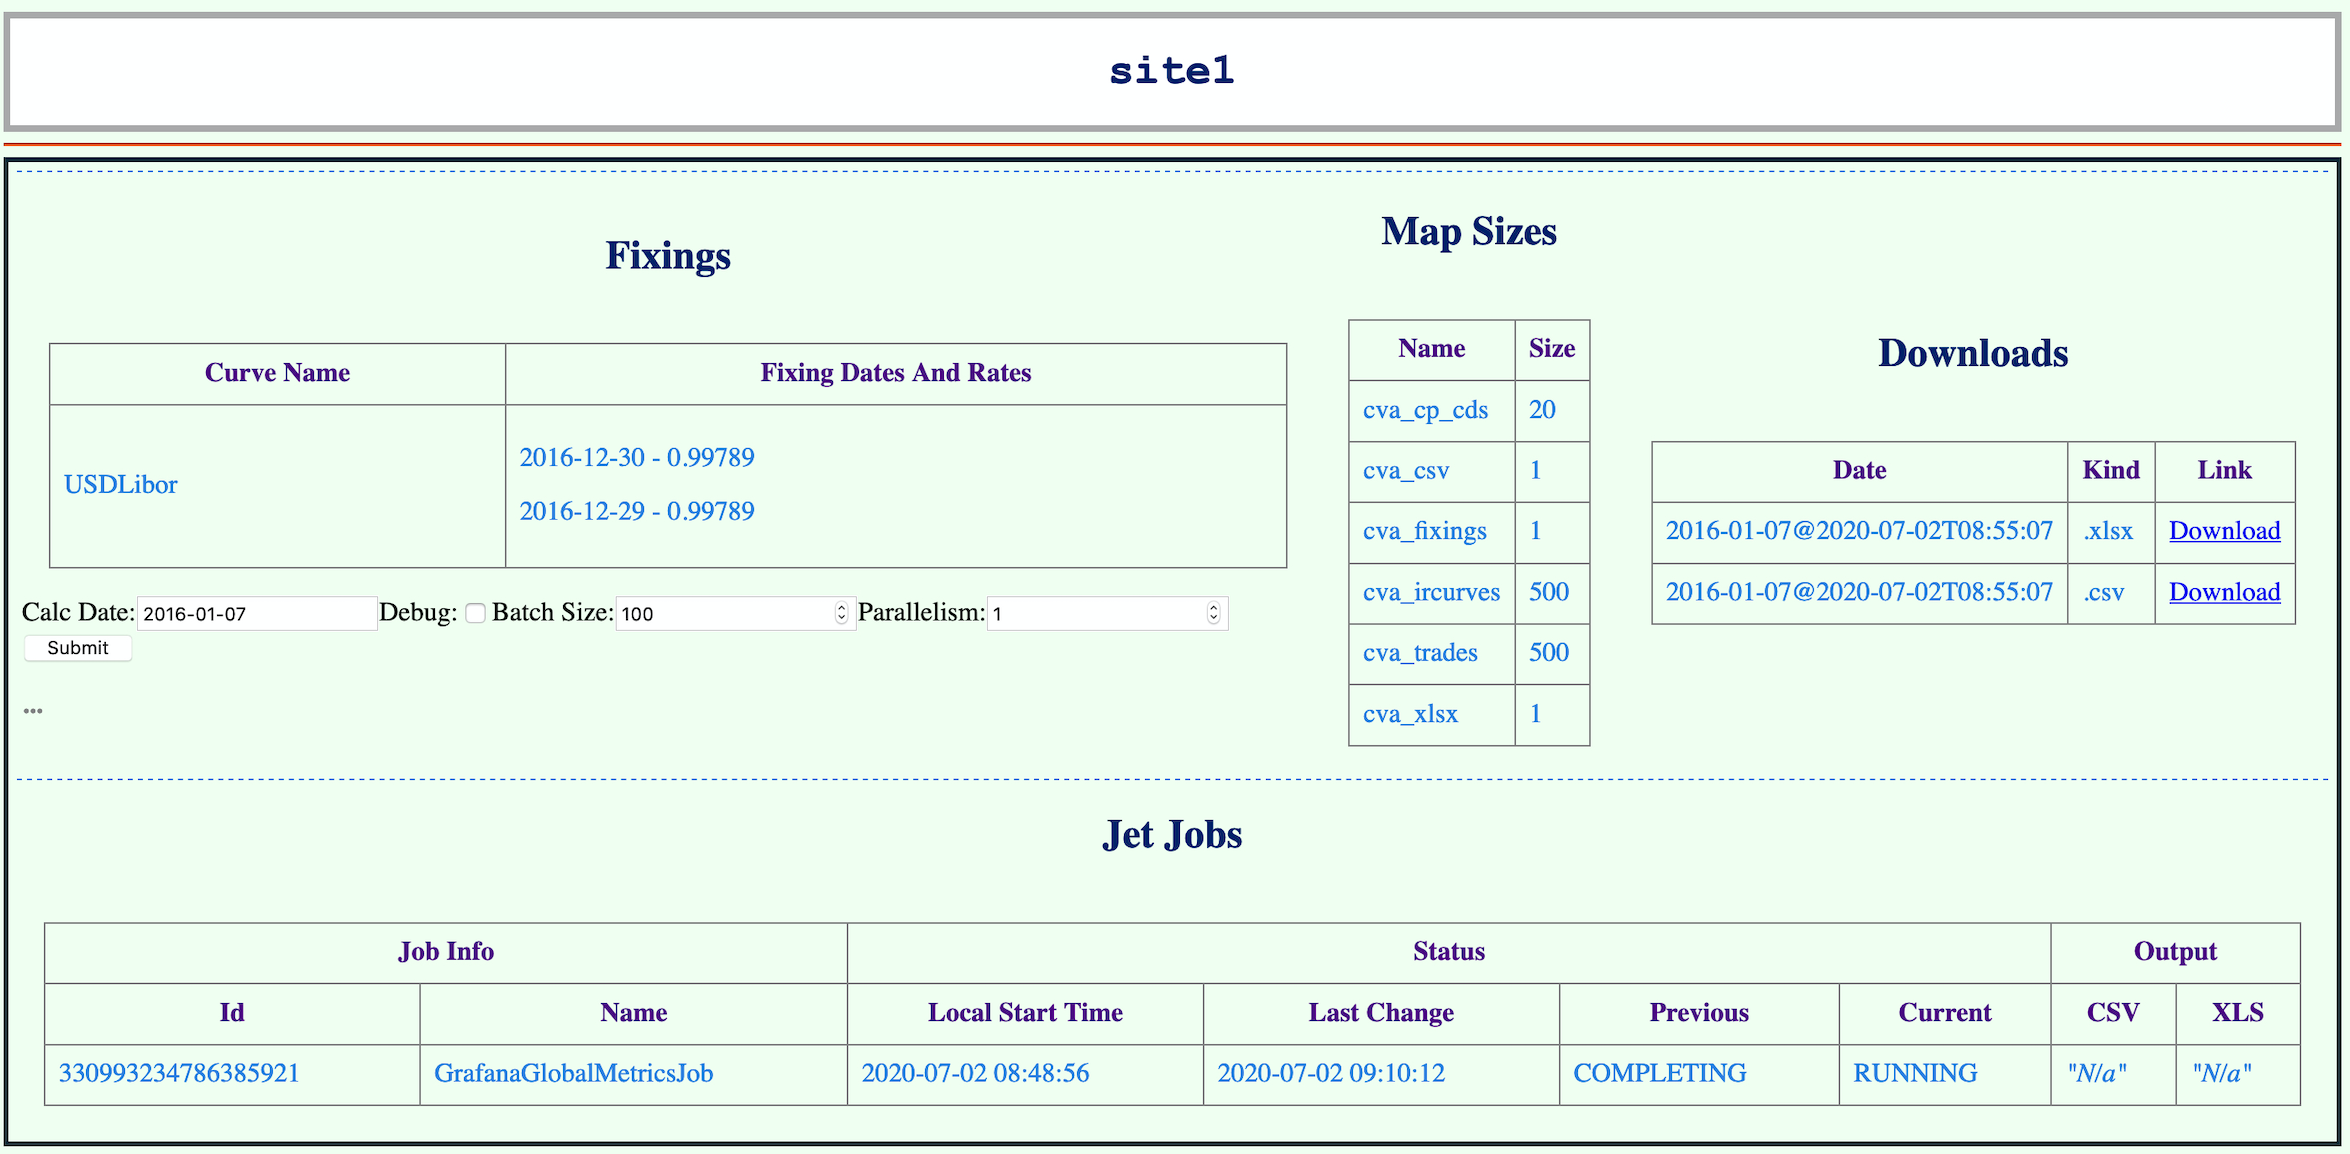 site1
Fixings
Curve Name Fixing Dates And Rates
USDLibor
2016-12-30 - 0.99789
2016-12-29 - 0.99789
Calc Date: 2016-01-07 Debug: Batch Size: 100 Parallelism: 1
Submit
...
Map Sizes
Name Size
cva_cp_cds 20
cva_csv 1
cva_fixings 1
cva_ircurves 500
cva_trades 500
cva_xlsx 1
Downloads
Date Kind Link
2016-01-07@2020-07-02T08:55:07 .xlsx Download
2016-01-07@2020-07-02T08:55:07 .csv Download
Jet Jobs
Job Info Status Output
Id Name Local Start Time Last Change Previous Current CSV XLS
330993234786385921 GrafanaGlobalMetricsJob 2020-07-02 08:48:56 2020-07-02 09:10:12 COMPLETING RUNNING "N/a" "N/a"